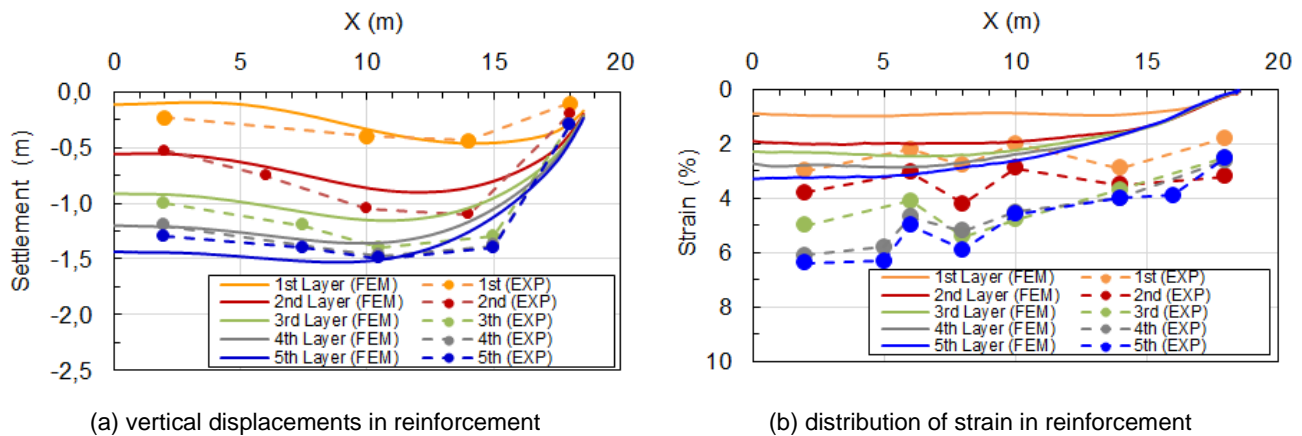 X (m)
0 5 10 15 20
0,0
-0,5
-1,0
-1,5
-2,0
-2,5
Settlement (m)
1st Layer (FEM) 1st (EXP)
2nd Layer (FEM) 2nd (EXP)
3rd Layer (FEM) 3th (EXP)
4th Layer (FEM) 4th (EXP)
5th Layer (FEM) 5th (EXP)
(a) vertical displacements in reinforcement
X (m)
0 5 10 15 20
0
2
4
6
8
10
Strain (%)
1st Layer (FEM) 1st (EXP)
2nd Layer (FEM) 2nd (EXP)
3rd Layer (FEM) 3rd (EXP)
4th Layer (FEM) 4th (EXP)
5th Layer (FEM) 5th (EXP)
(b) distribution of strain in reinforcement